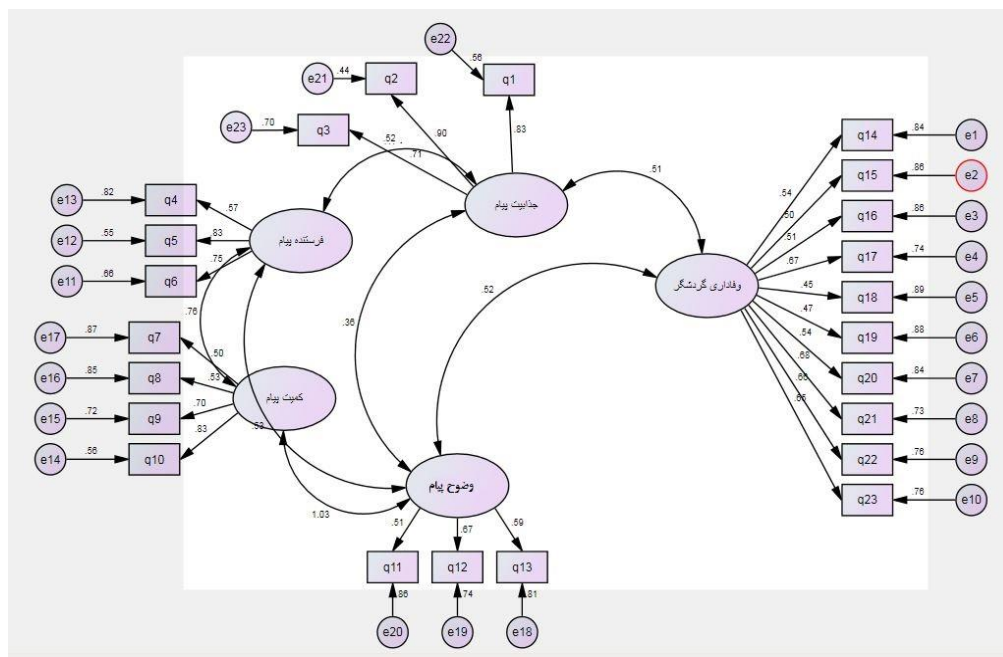 e22
.56
q1
e21
.44
q2
e23
.70
q3
.90
.83
.52
.71
جذابیت پیام
.51
e13
.82
q4
.57
e12
.55
q5
.83
فرستنده پیام
e11
.66
q6
.75
.76
e17
.87
q7
.50
e16
.85
q8
.53
کمیت پیام
e15
.72
q9
.70
e14
.56
q10
.83
.36
.52
.53
1.03
وضوح پیام
.51
.67
.59
q11
q12
q13
.86
.74
.81
e20
e19
e18
وفاداری گردشگر
.54
q14
.84
e1
.50
q15
.86
e2
.51
q16
.86
e3
.67
q17
.74
e4
.45
q18
.89
e5
.47
q19
.88
e6
.54
q20
.84
e7
.68
q21
.73
e8
.66
q22
.76
e9
.65
q23
.76
e10